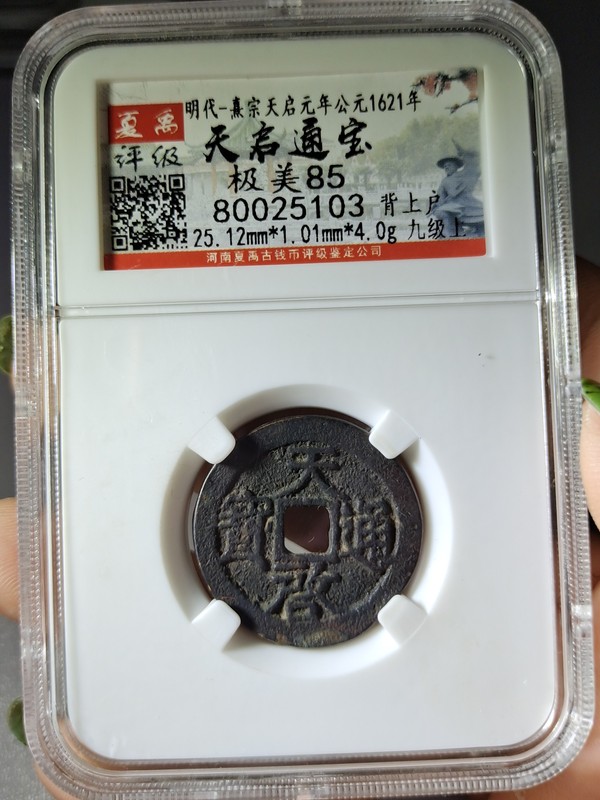 明代-熹宗天启元年公元1621年
夏禹
评级
天启通宝
极美85
80025103 背上户
25.12mm*1.01mm*4.0g 九级上
河南夏禹古钱币评级鉴定公司
天
寳 通
启